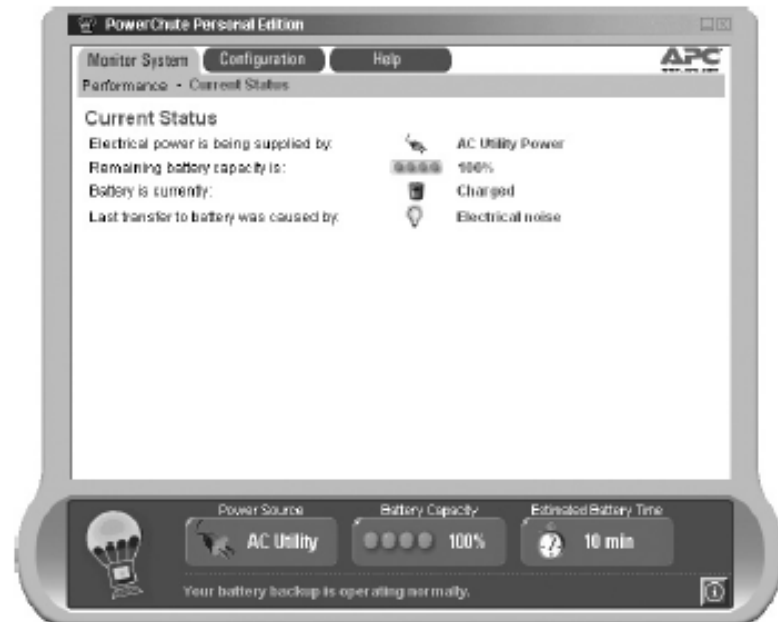 PowerChute Personal Edition
Monitor System Configuration Help APC
Performance • Current Status
Current Status
Electrical power is being supplied by: AC Utility Power
Remaining battery capacity is: 100%
Battery is currently: Charged
Last transfer to battery was caused by: Electrical noise
Power Source Battery Capacity Estimated Battery Time
AC Utility 100% 10 min
Your battery backup is operating normally.